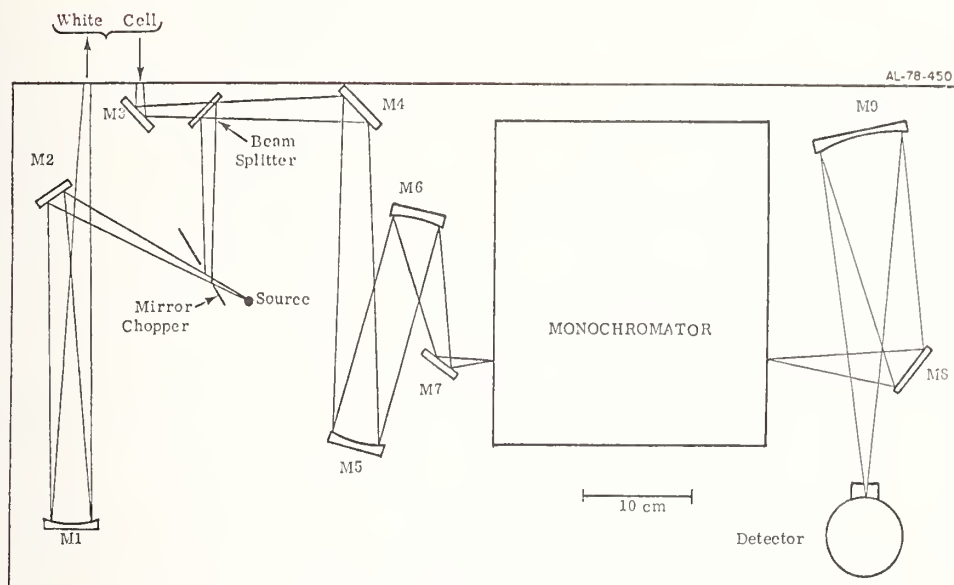 White Cell
AL-78-450
M3
M4
M9
Beam
Splitter
M2
M6
Source
Mirror
Chopper
MONOCHROMATOR
M7
M8
M5
10 cm
M1
Detector